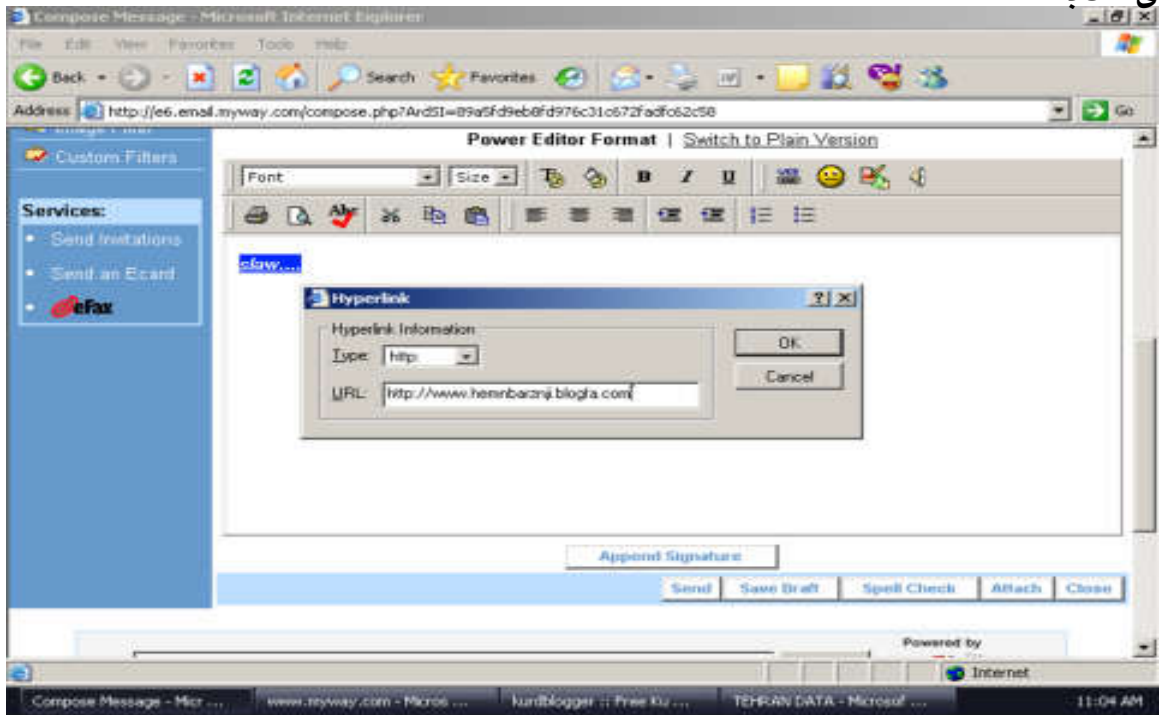 Compose Message - Microsoft Internet Explorer
File Edit View Favorites Tools Help
Back Search Favorites
Address http://e6.email.myway.com/compose.php? Go
Custom Filters
Power Editor Format | Switch to Plain Version
Font Size B I U
Services:
• Send Invitations
• Send an Ecard
• eFax
slaw....
Hyperlink
Hyperlink Information
Type: http:
URL: http://www.hemnbarznji.blogfa.com
OK
Cancel
Append Signature
Send Save Draft Spell Check Attach Close
Powered by
Internet
Compose Message - Micr ... www.myway.com - Micros ... kurdblogger :: Free Ku ... TEHRAN DATA - Microsof ... 11:04 AM